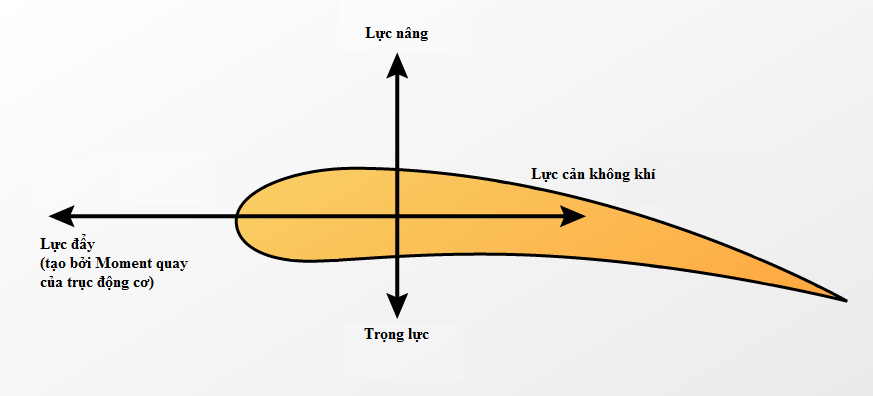 Lực nâng
Lực cản không khí
Lực đẩy
(tạo bởi Moment quay
của trục động cơ)
Trọng lực